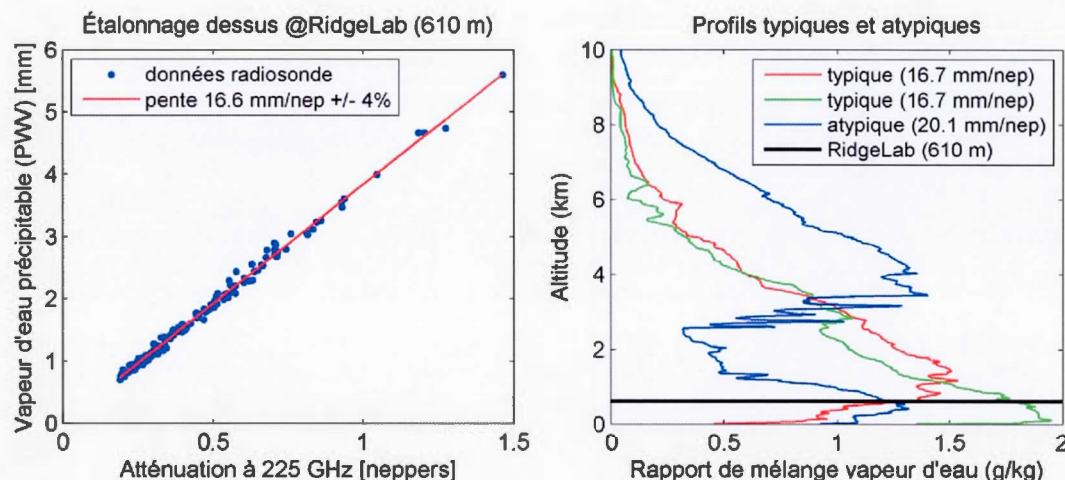 Étalonnage dessus @RidgeLab (610 m)
6
5
4
3
2
1
0
Vapeur d'eau précipitable (PWV) [mm]
données radiosonde
pente 16.6 mm/nep +/- 4%
0
0.5
1
1.5
Atténuation à 225 GHz [neppers]
Profils typiques et atypiques
10
8
6
4
2
0
Altitude (km)
typique (16.7 mm/nep)
typique (16.7 mm/nep)
atypique (20.1 mm/nep)
RidgeLab (610 m)
0
0.5
1
1.5
2
Rapport de mélange vapeur d'eau (g/kg)